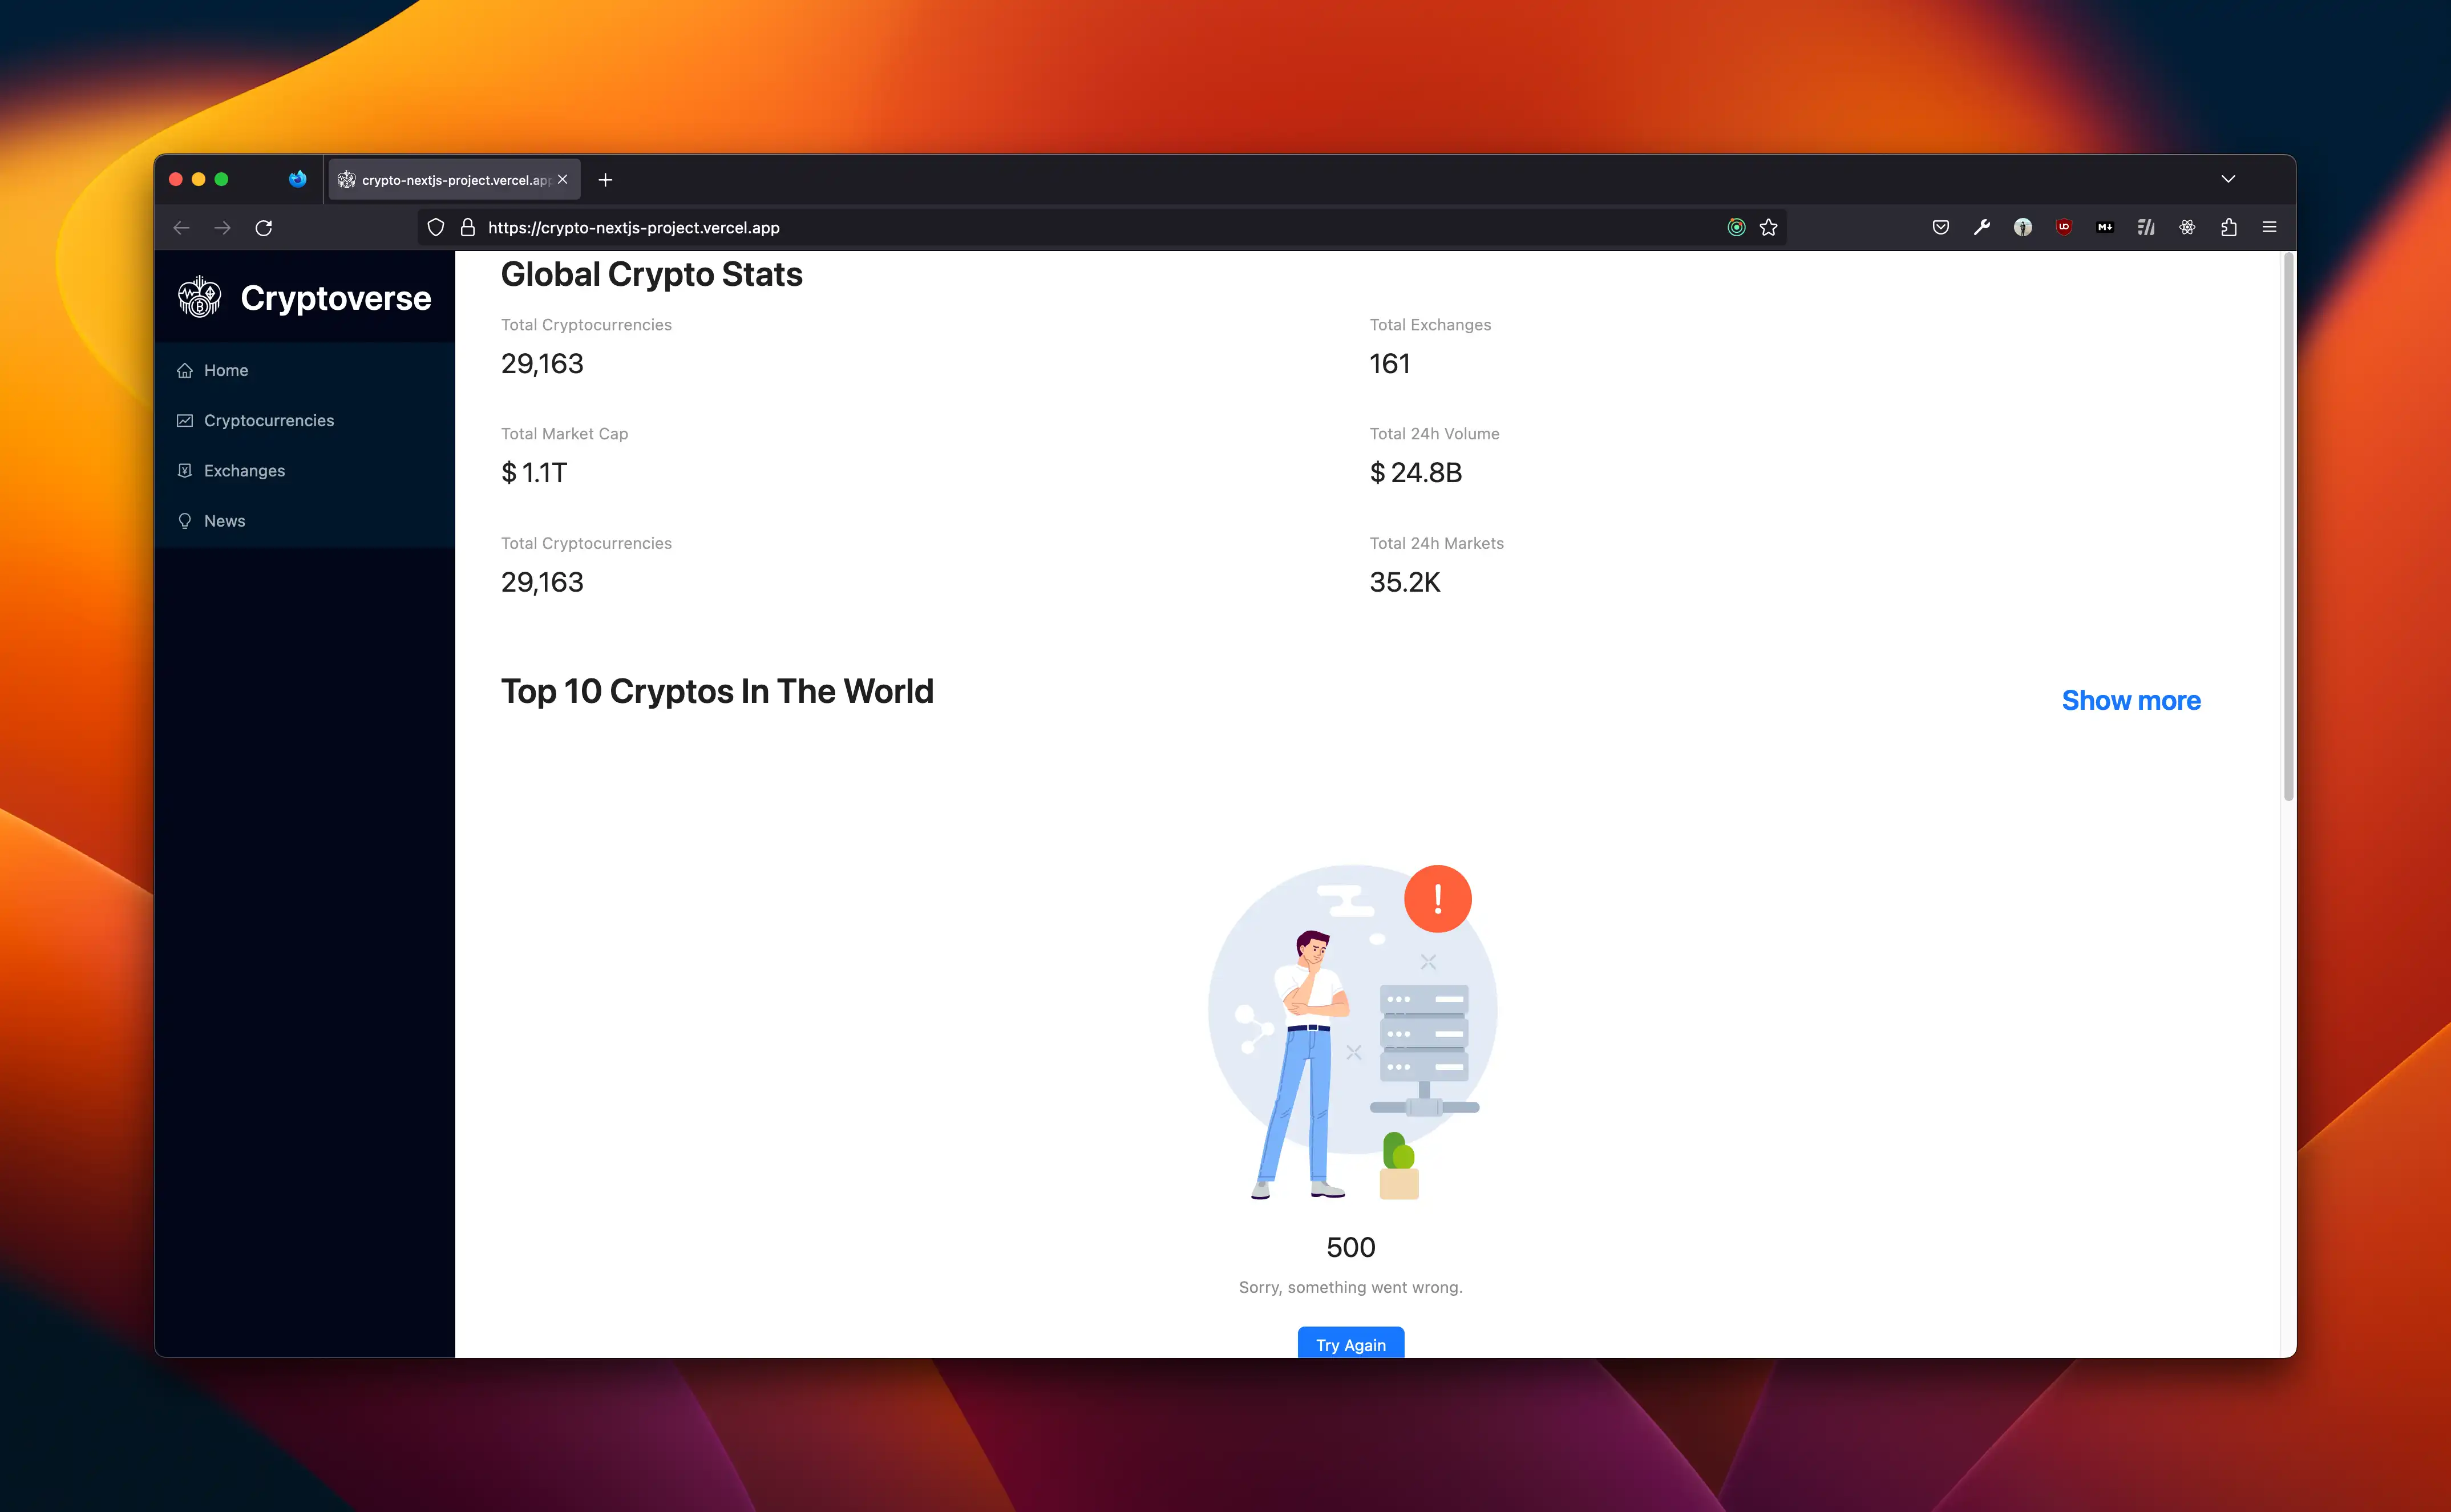 crypto-nextjs-project.vercel.app
https://crypto-nextjs-project.vercel.app
Cryptoverse
Home
Cryptocurrencies
Exchanges
News
Global Crypto Stats
Total Cryptocurrencies
29,163
Total Exchanges
161
Total Market Cap
$ 1.1T
Total 24h Volume
$ 24.8B
Total Cryptocurrencies
29,163
Total 24h Markets
35.2K
Top 10 Cryptos In The World
Show more
500
Sorry, something went wrong.
Try Again